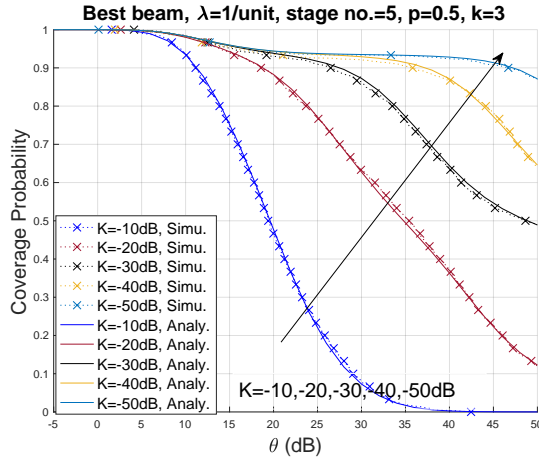 Best beam, λ=1/unit, stage no.=5, p=0.5, k=3
Coverage Probability
1
0.9
0.8
0.7
0.6
0.5
0.4
0.3
0.2
0.1
0
K=-10dB, Simu.
K=-20dB, Simu.
K=-30dB, Simu.
K=-40dB, Simu.
K=-50dB, Simu.
K=-10dB, Analy.
K=-20dB, Analy.
K=-30dB, Analy.
K=-40dB, Analy.
K=-50dB, Analy.
K=-10,-20,-30,-40,-50dB
-5 0 5 10 15 20 25 30 35 40 45 50
θ (dB)